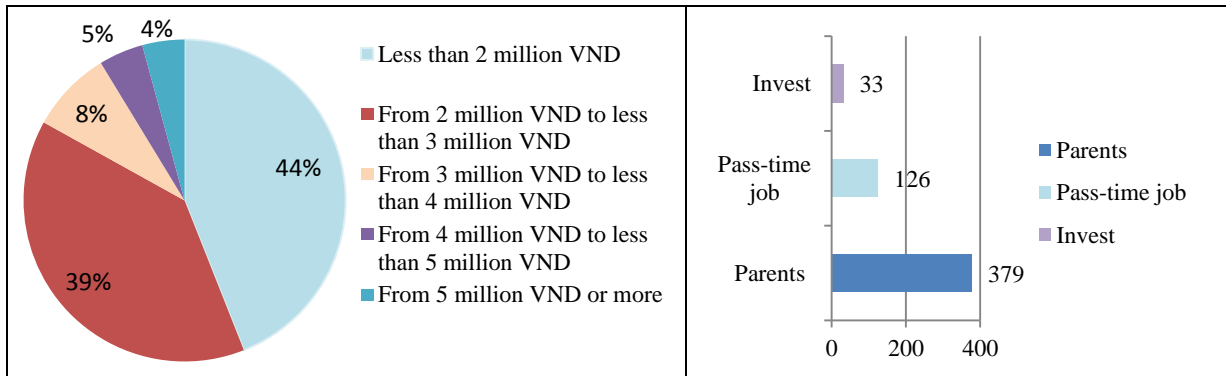 5%
4%
8%
44%
39%
Less than 2 million VND
From 2 million VND to less
than 3 million VND
From 3 million VND to less
than 4 million VND
From 4 million VND to less
than 5 million VND
From 5 million VND or more
Invest
33
Pass-time
job
126
Parents
379
0
200
400
Parents
Pass-time job
Invest